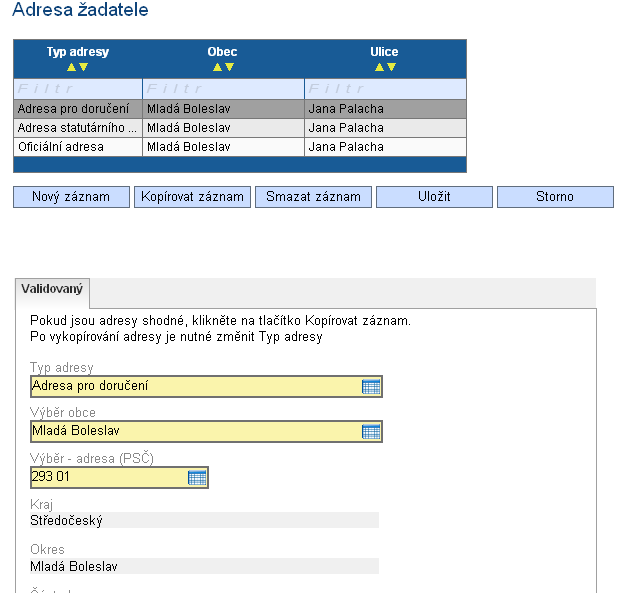 Adresa žadatele
Typ adresy Obec Ulice
Filtr Filtr Filtr
Adresa pro doručení Mladá Boleslav Jana Palacha
Adresa statutárního ... Mladá Boleslav Jana Palacha
Oficiální adresa Mladá Boleslav Jana Palacha
Nový záznam Kopírovat záznam Smazat záznam Uložit Storno
Validovaný
Pokud jsou adresy shodné, klikněte na tlačítko Kopírovat záznam.
Po vykopírování adresy je nutné změnit Typ adresy
Typ adresy
Adresa pro doručení
Výběr obce
Mladá Boleslav
Výběr - adresa (PSČ)
293 01
Kraj
Středočeský
Okres
Mladá Boleslav